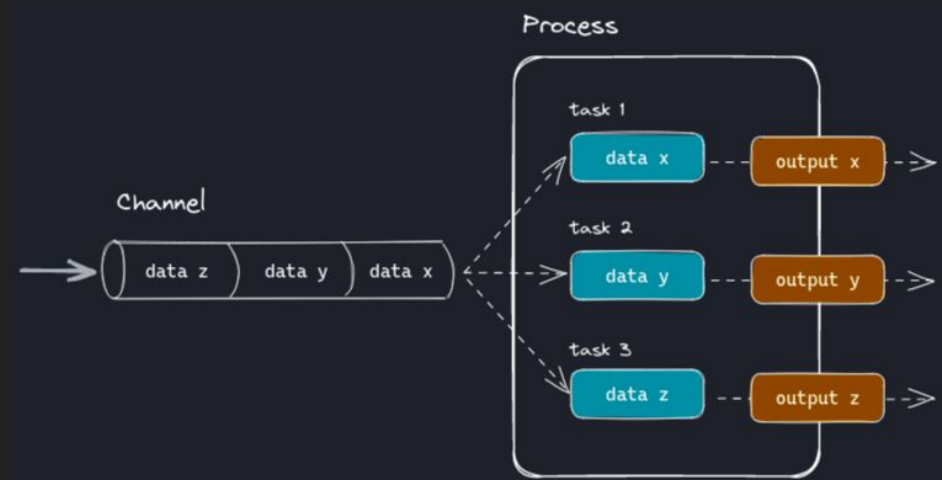 Process
task 1
data x
output x
Channel
task 2
data z
data y
data x
data y
output y
task 3
data z
output z